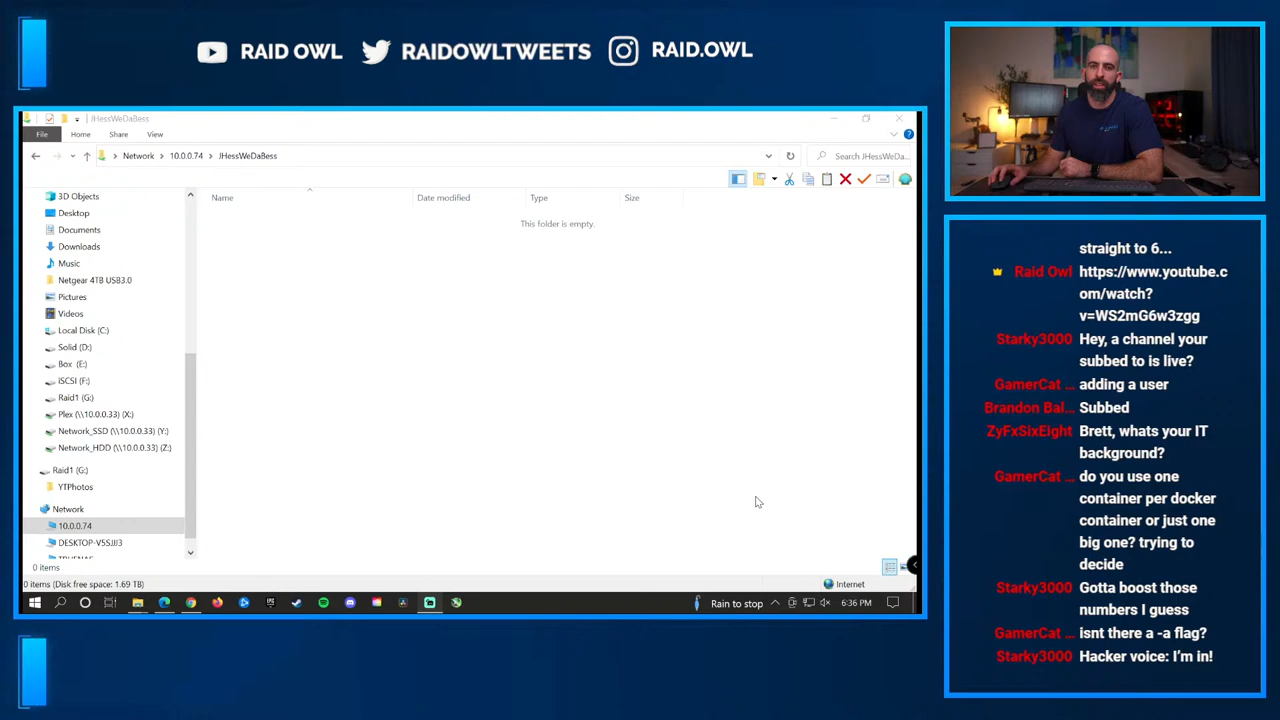 RAID OWL RAIDOWLTWEETS RAID.OWL
JHessWeDaBess
File Home Share View
Network 10.0.0.74 JHessWeDaBess Search JHessWeDa...
Name Date modified Type Size
This folder is empty.
3D Objects
Desktop
Documents
Downloads
Music
Netgear 4TB USB3.0
Pictures
Videos
Local Disk (C:)
Solid (D:)
Box (E:)
iSCSI (F:)
Raid1 (G:)
Plex (\\10.0.0.33) (X:)
Network_SSD (\\10.0.0.33) (Y:)
Network_HDD (\\10.0.0.33) (Z:)
Raid1 (G:)
YTPhotos
Network
10.0.0.74
DESKTOP-V5SJJJ3
TRUENAS
0 items
0 items (Disk free space: 1.69 TB) Internet
Rain to stop 6:36 PM
straight to 6...
Raid Owl https://www.youtube.c
om/watch?
v=WS2mG6w3zgg
Starky3000 Hey, a channel your
subbed to is live?
GamerCat ... adding a user
Brandon Bal... Subbed
ZyFxSixEight Brett, whats your IT
background?
GamerCat ... do you use one
container per docker
container or just one
big one? trying to
decide
Starky3000 Gotta boost those
numbers I guess
GamerCat ... isnt there a -a flag?
Starky3000 Hacker voice: I'm in!